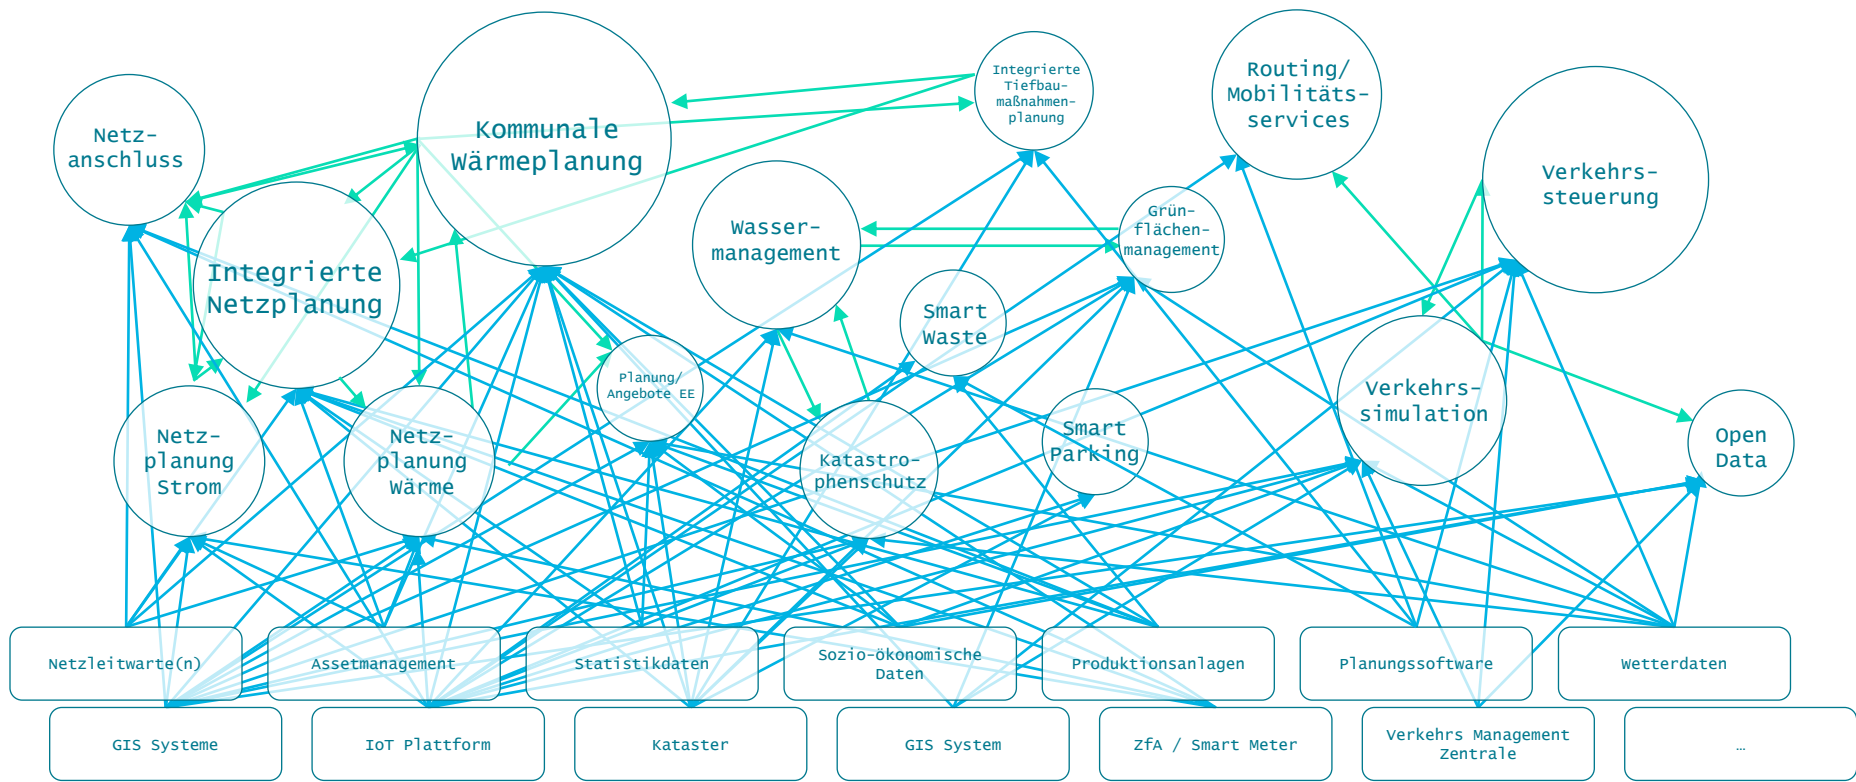 Netz-
anschluss
Kommunale
Wärmeplanung
Integrierte
Tiefbau-
maßnahmen-
planung
Routing/
Mobilitäts-
services
Verkehrs-
steuerung
Integrierte
Netzplanung
Wasser-
management
Grün-
flächen-
management
Smart
Waste
Planung/
Angebote EE
Verkehrs-
simulation
Netz-
planung
Strom
Netz-
planung
Wärme
Katastro-
phenschutz
Smart
Parking
Open
Data
Netzleitwarte(n)
Assetmanagement
Statistikdaten
Sozio-ökonomische
Daten
Produktionsanlagen
Planungssoftware
Wetterdaten
GIS Systeme
IoT Plattform
Kataster
GIS System
ZfA / Smart Meter
Verkehrs Management
Zentrale
…